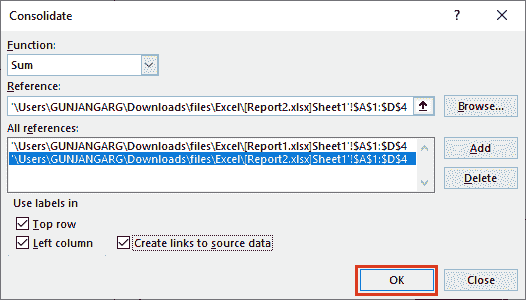 Consolidate ? ×
Function:
Sum
Reference:
'\Users\GUNJANGARG\Downloads\files\Excel\[Report2.xlsx]Sheet1'!$A$1:$D$4 Browse...
All references:
'\Users\GUNJANGARG\Downloads\files\Excel\[Report1.xlsx]Sheet1'!$A$1:$D$4 Add
'\Users\GUNJANGARG\Downloads\files\Excel\[Report2.xlsx]Sheet1'!$A$1:$D$4
Delete
Use labels in
Top row
Left column Create links to source data
OK Close